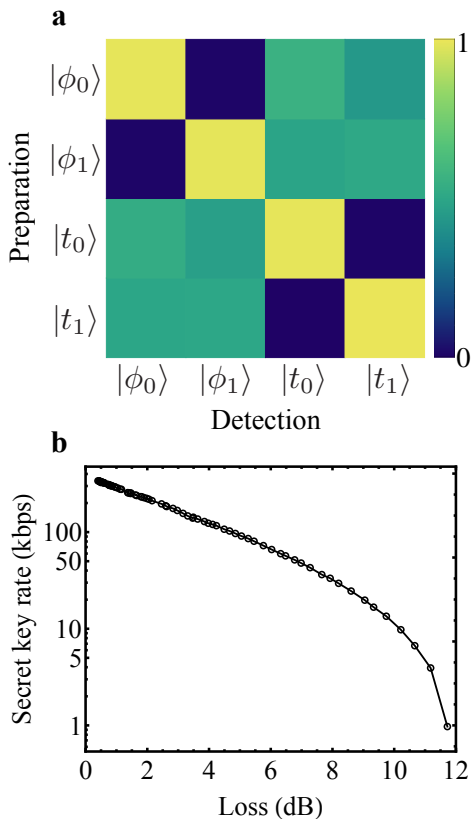 a
1
|ϕ₀⟩
|ϕ₁⟩
|t₀⟩
|t₁⟩
Preparation
0
|ϕ₀⟩ |ϕ₁⟩ |t₀⟩ |t₁⟩
Detection
b
100
50
10
5
1
Secret key rate (kbps)
0 2 4 6 8 10 12
Loss (dB)